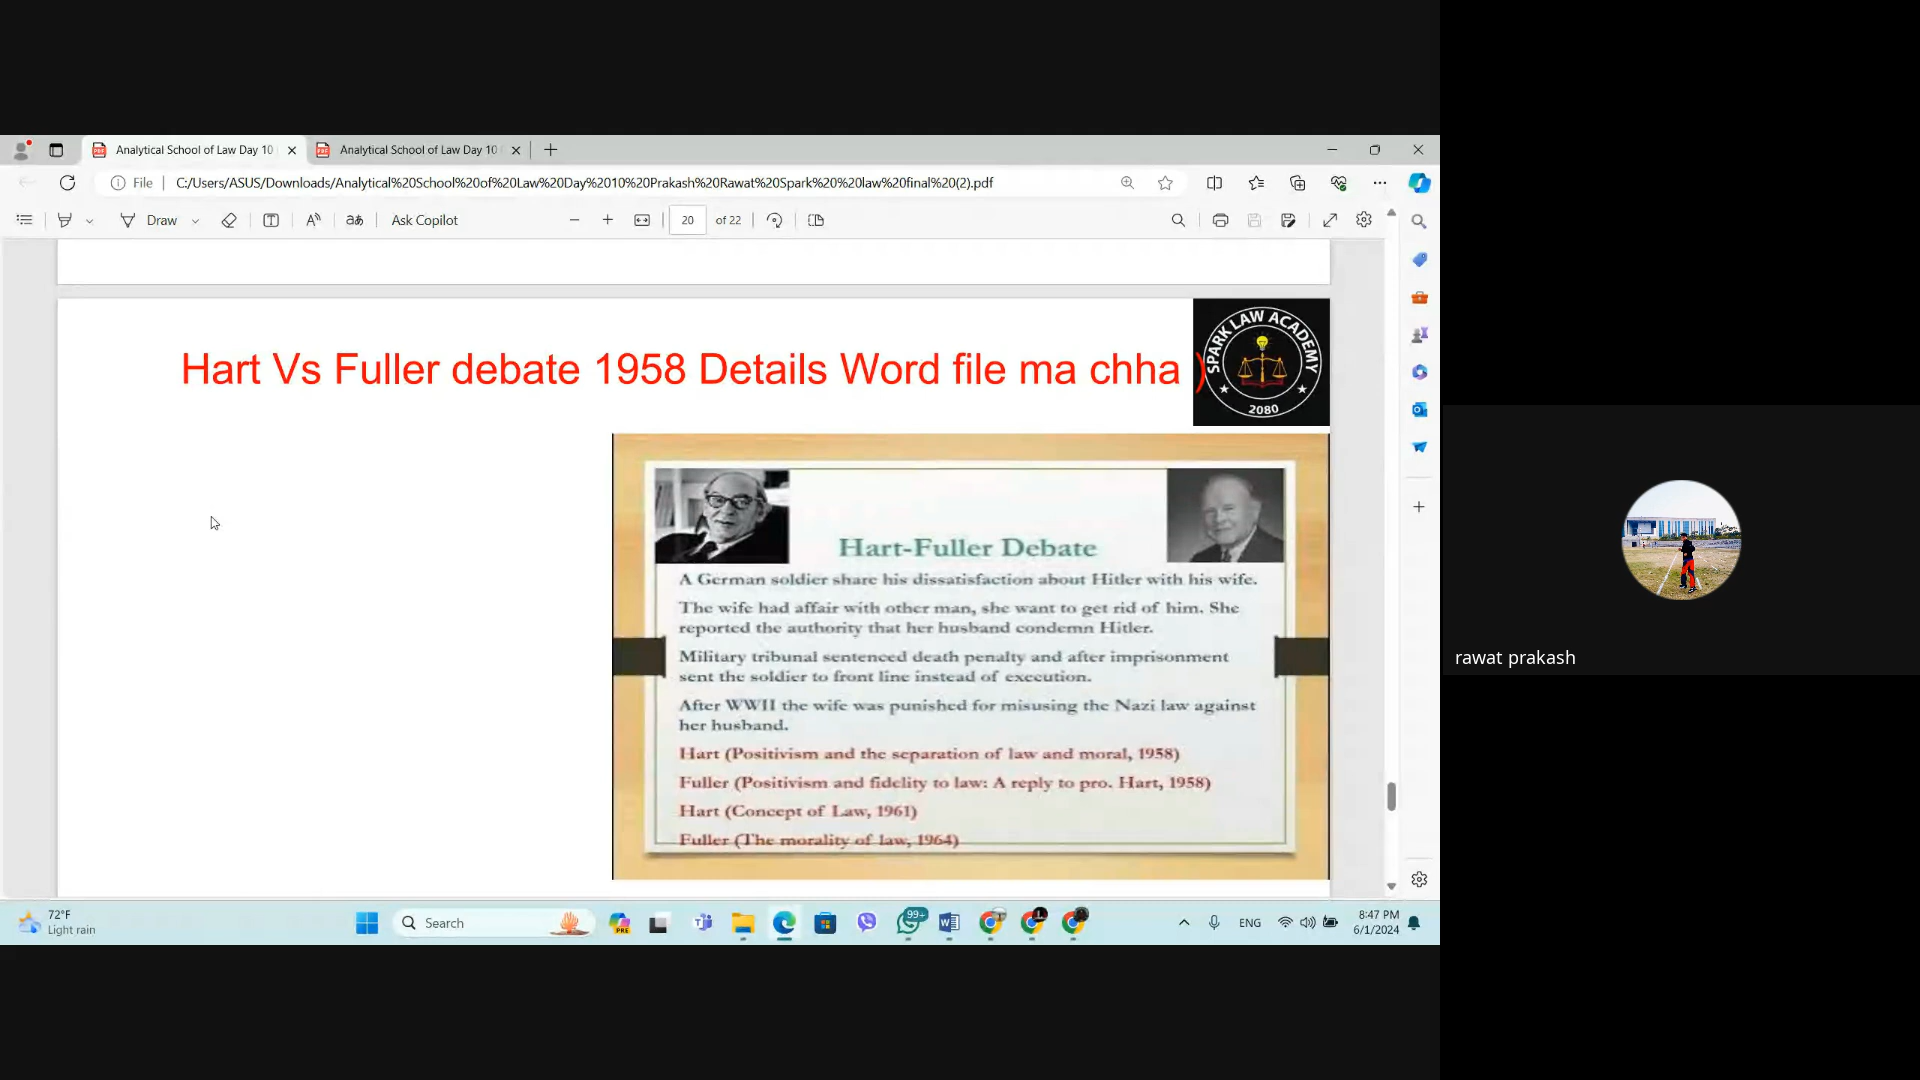 Analytical School of Law Day 10
Analytical School of Law Day 10
File
C:/Users/ASUS/Downloads/Analytical%20School%20of%20Law%20Day%2010%20Prakash%20Rawat%20Spark%20%20law%20final%20(2).pdf
Draw
Ask Copilot
20
of 22
Hart Vs Fuller debate 1958 Details Word file ma chha )
SPARK LAW ACADEMY
2080
Hart-Fuller Debate
A German soldier share his dissatisfaction about Hitler with his wife.
The wife had affair with other man, she want to get rid of him. She
reported the authority that her husband condemn Hitler.
Military tribunal sentenced death penalty and after imprisonment
sent the soldier to front line instead of execution.
After WWII the wife was punished for misusing the Nazi law against
her husband.
Hart (Positivism and the separation of law and moral, 1958)
Fuller (Positivism and fidelity to law: A reply to pro. Hart, 1958)
Hart (Concept of Law, 1961)
Fuller (The morality of law, 1964)
rawat prakash
72°F
Light rain
Search
PRE
99+
ENG
8:47 PM
6/1/2024